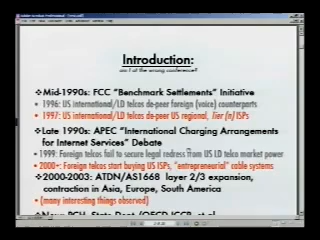 Introduction:
am I at the wrong conference?
❖Mid-1990s: FCC "Benchmark Settlements" Initiative
• 1996: US international/LD telcos de-peer foreign (voice) counterparts
• 1997: US international/LD telcos de-peer US regional, tier [n] ISPs
❖Late 1990s: APEC "International Charging Arrangements
for Internet Services" Debate
• 1999: Foreign telcos fail to secure legal redress from US LD telco market power
• 2000+: Foreign telcos start buying US ISPs, "entrepreneurial" cable systems
❖2000-2003: ATDN/AS1668 layer 2/3 expansion,
contraction in Asia, Europe, South America
• (many interesting things observed)